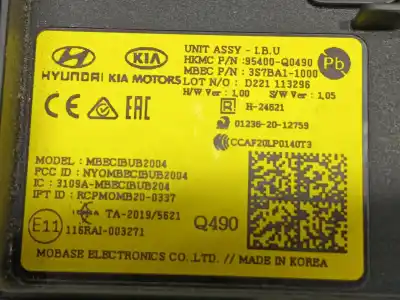 UNIT ASSY - I.B.U
HKMC P/N : 95400-Q0490
MBEC P/N : 3S7BA1-1000
LOT N/O : D221 113296
H/W Ver : 1,00 S/W Ver : 1,05
Pb
HYUNDAI KIA MOTORS
KIA
CE EAC
R H-24821
01236-20-12759
CCAF20LP0140T3
MODEL : MBECIBUB2004
FCC ID : NYOMBECIBUB2004
IC : 3109A-MBECIBUB204
IFT ID : RCPMOMB20-0337
TA-2019/5621
E11
116RAI-003271
Q490
MOBASE ELECTRONICS CO.,LTD // MADE IN KOREA